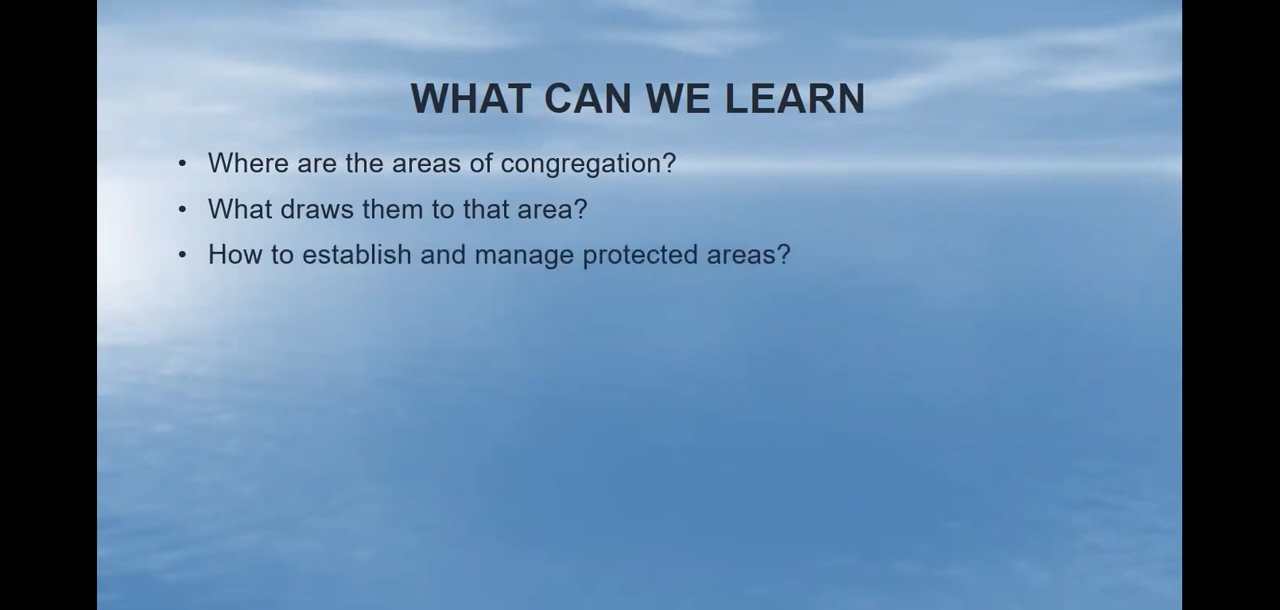 WHAT CAN WE LEARN
• Where are the areas of congregation?
• What draws them to that area?
• How to establish and manage protected areas?